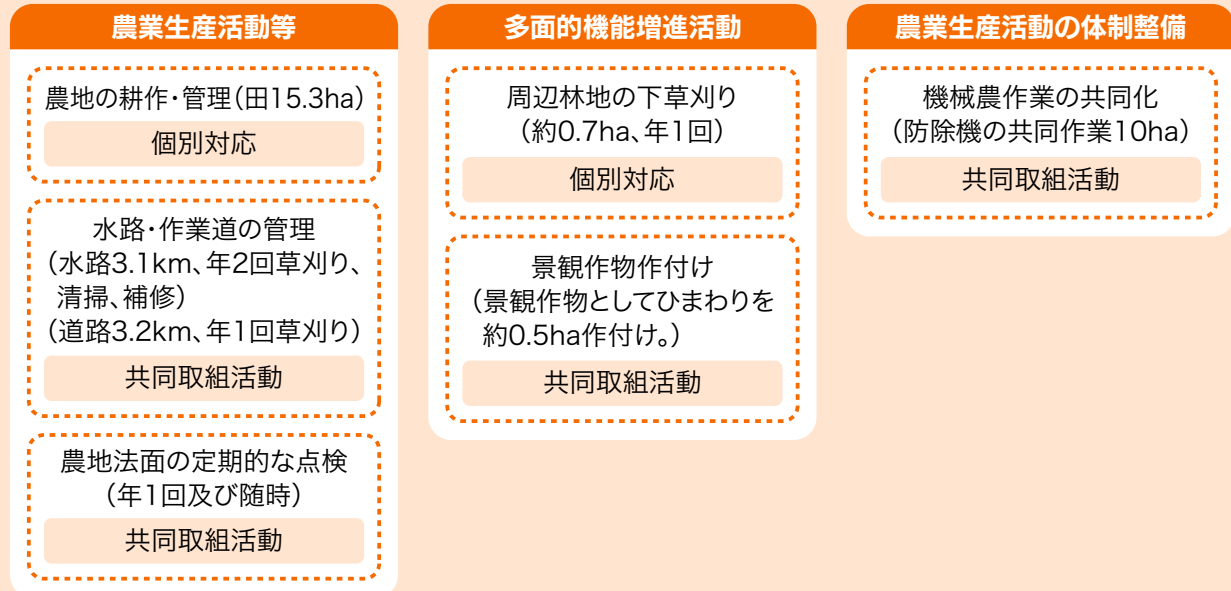 農業生産活動等
農地の耕作・管理(田15.3ha)
個別対応
水路・作業道の管理
(水路3.1km、年2回草刈り、
清掃、補修)
(道路3.2km、年1回草刈り)
共同取組活動
農地法面の定期的な点検
(年1回及び随時)
共同取組活動
多面的機能増進活動
周辺林地の下草刈り
(約0.7ha、年1回)
個別対応
景観作物作付け
(景観作物としてひまわりを
約0.5ha作付け。)
共同取組活動
農業生産活動の体制整備
機械農作業の共同化
(防除機の共同作業10ha)
共同取組活動